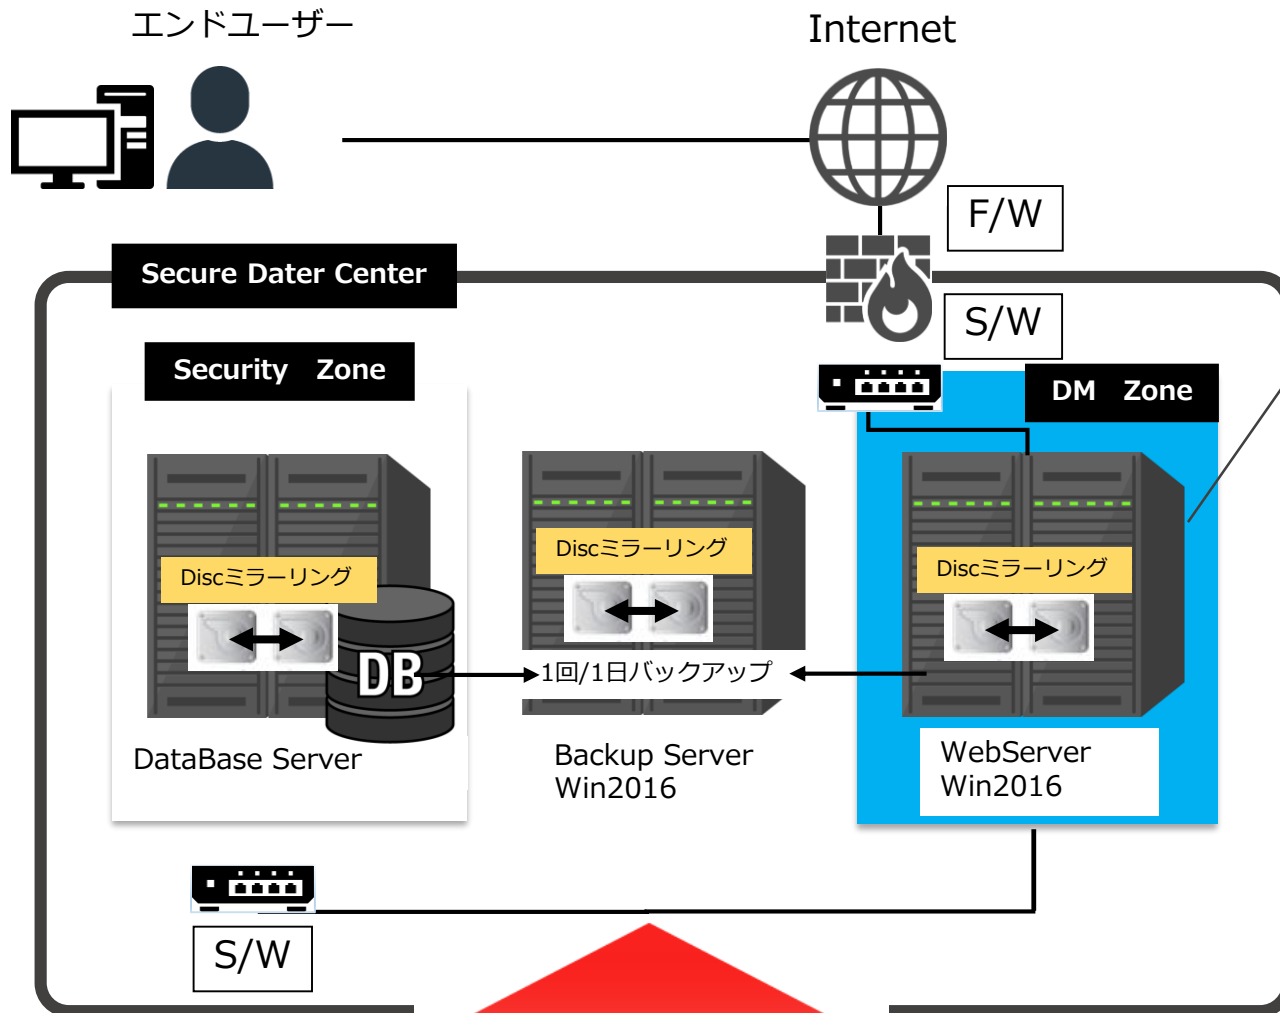 エンドユーザー
Internet
F/W
Secure Dater Center
S/W
Security Zone
DM Zone
Discミラーリング
Discミラーリング
Discミラーリング
DB
1回/1日バックアップ
DataBase Server
Backup Server
Win2016
WebServer
Win2016
S/W